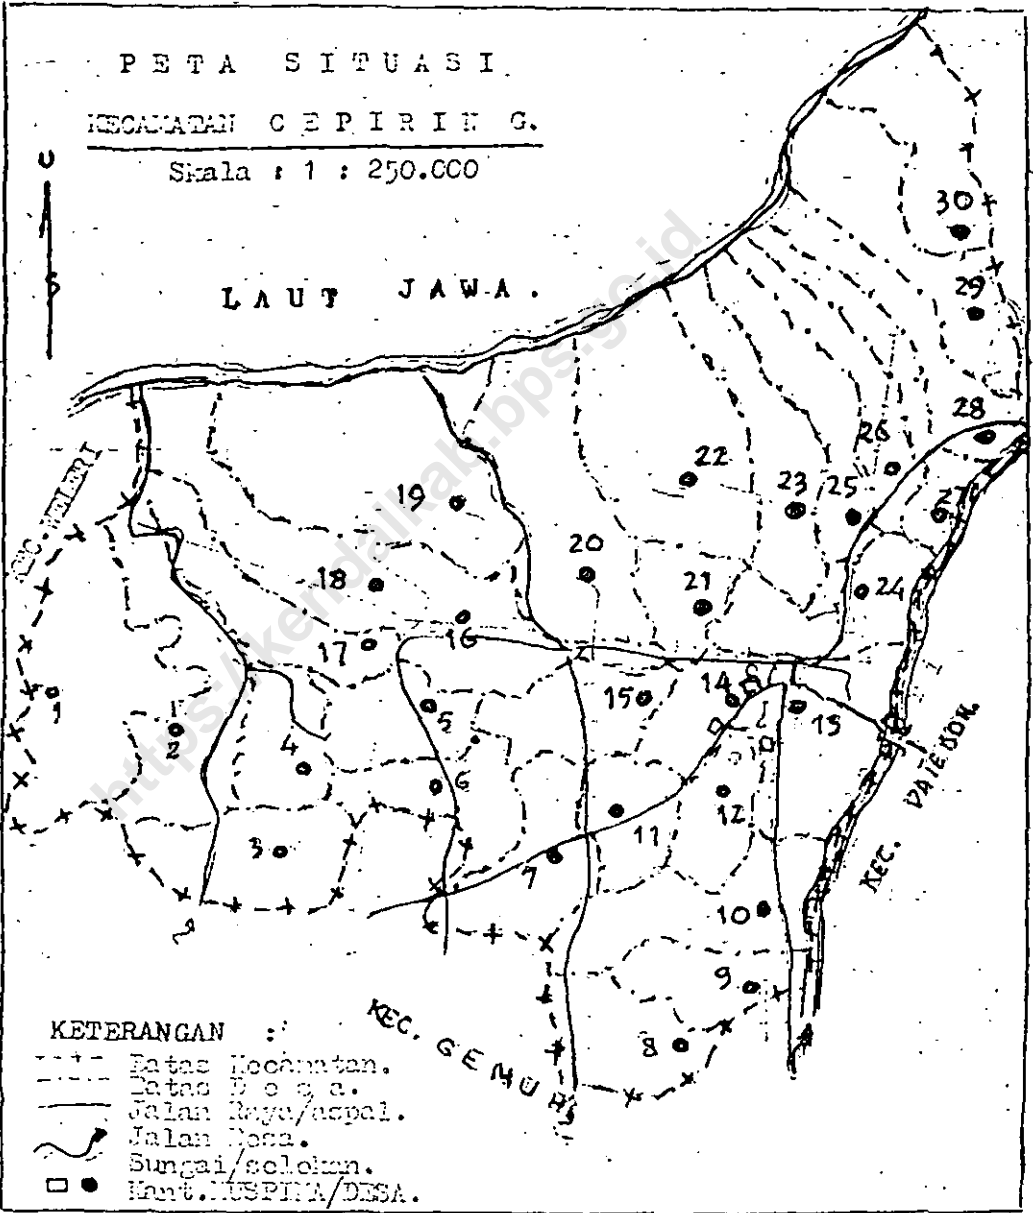 PETA SITUASI
KECAMATAN CEPIRING.
Skala : 1 : 250.000
U
LAUT JAWA.
https://kendalkab.bps.go.id
30
29
28
26
27
22
23
25
19
20
24
18
21
16
17
1
2
4
5
15
14
13
6
3
7
11
12
10
9
8
KEC.
KEC.
KEC. GEMUH
KETERANGAN :
Batas Kecamatan.
Batas Desa.
Jalan Raya/aspal.
Jalan Desa.
Sungai/solokan.
Kant.MUSPIKA/DESA.